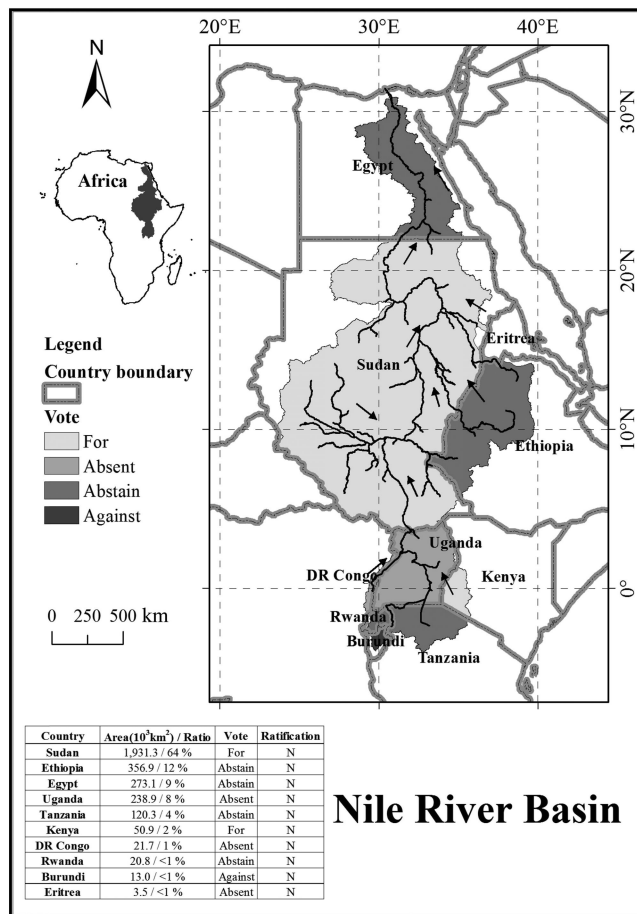 20°E 30°E 40°E
N
30°N
Africa
Egypt
20°N
Legend
Country boundary
Vote
For
Absent
Abstain
Against
Sudan
Eritrea
10°N
Ethiopia
Uganda
DR Congo
Kenya
0°
0 250 500 km
Rwanda
Burundi
Tanzania
20°E 30°E 40°E
Country Area(10³km²) / Ratio Vote Ratification
Sudan 1,931.3 / 64 % For N
Ethiopia 356.9 / 12 % Abstain N
Egypt 273.1 / 9 % Abstain N
Uganda 238.9 / 8 % Absent N
Tanzania 120.3 / 4 % Abstain N
Kenya 50.9 / 2 % For N
DR Congo 21.7 / 1 % Absent N
Rwanda 20.8 / <1 % Abstain N
Burundi 13.0 / <1 % Against N
Eritrea 3.5 / <1 % Absent N
Nile River Basin